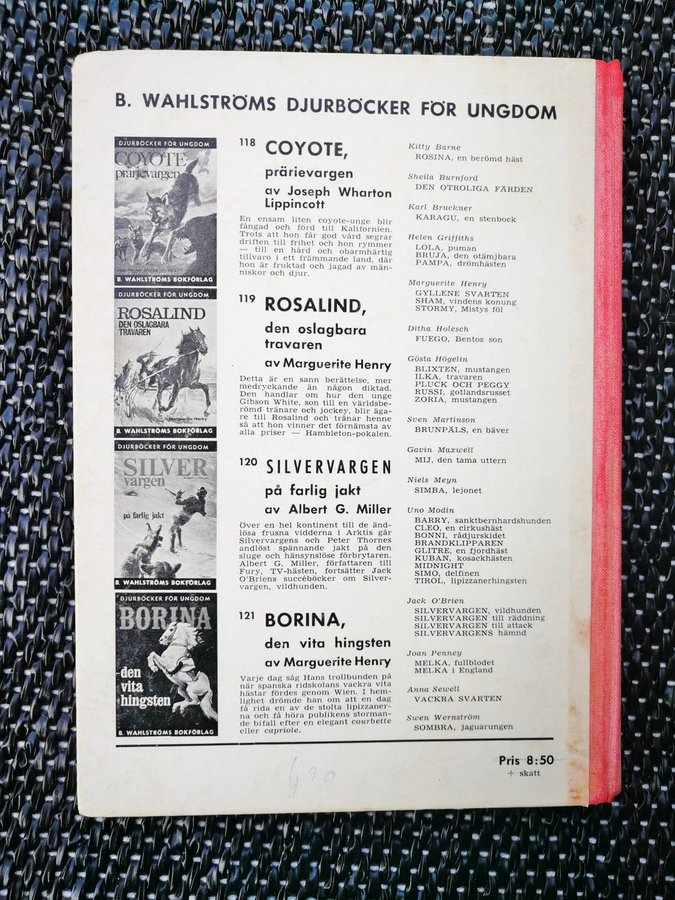 B. WAHLSTRÖMS DJURBÖCKER FÖR UNGDOM
DJURBÖCKER FÖR UNGDOM
COYOTE
prärievargen
B. WAHLSTRÖMS BOKFÖRLAG
118 COYOTE,
prärievargen
av Joseph Wharton
Lippincott
En ensam liten coyote-unge blir
fångad och förd till Kalifornien.
Trots att hon får god vård segrar
driften till frihet och hon rymmer
— till en hård och obarmhärtig
tillvaro i ett främmande land, där
hon är fruktad och jagad av män-
niskor och djur.
DJURBÖCKER FÖR UNGDOM
ROSALIND
DEN OSLAGBARA
TRAVAREN
Marguerite Henry
B. WAHLSTRÖMS BOKFÖRLAG
119 ROSALIND,
den oslagbara
travaren
av Marguerite Henry
Detta är en sann berättelse, mer
medryckande än någon diktad.
Den handlar om hur den unge
Gibson White, son till en världsbe-
römd tränare och jockey, blir äga-
re till Rosalind och tränar henne
så att hon vinner det förnämsta av
alla priser — Hambleton-pokalen.
DJURBÖCKER FÖR UNGDOM
SILVER
vargen
på farlig jakt
B. WAHLSTRÖMS BOKFÖRLAG
120 SILVERVARGEN
på farlig jakt
av Albert G. Miller
Över en hel kontinent till de änd-
lösa frusna vidderna i Arktis går
Silvervargens och Peter Thornes
andlöst spännande jakt på den
sluge och hänsynslöse förbrytaren.
Albert G. Miller, författaren till
Fury, TV-hästen, fortsätter Jack
O'Briens succéböcker om Silver-
vargen, vildhunden.
DJURBÖCKER FÖR UNGDOM
BORINA
den
vita
hingsten
B. WAHLSTRÖMS BOKFÖRLAG
121 BORINA,
den vita hingsten
av Marguerite Henry
Varje dag såg Hans trollbunden på
när spanska ridskolans vackra vita
hästar fördes genom Wien. I hem-
lighet drömde han om att en dag
få rida en av de stolta lipizzaner-
na och få höra publikens storman-
de bifall efter en elegant courbette
eller capriole.
Kitty Barne
ROSINA, en berömd häst
Sheila Burnford
DEN OTROLIGA FÄRDEN
Karl Bruckner
KARAGU, en stenbock
Helen Griffiths
LOLA, puman
BRUJA, den otämjbara
PAMPA, drömhästen
Marguerite Henry
GYLLENE SVARTEN
SHAM, vindens konung
STORMY, Mistys föl
Ditha Holesch
FUEGO, Bentos son
Gösta Högelin
BLIXTEN, mustangen
ILKA, travaren
PLUCK OCH PEGGY
RUSSI, gotlandsrusset
ZORIA, mustangen
Sven Martinson
BRUNPÄLS, en bäver
Gavin Maxwell
MIJ, den tama uttern
Niels Meyn
SIMBA, lejonet
Uno Modin
BARRY, sanktbernhardshunden
CLEO, en cirkushäst
BONNI, rådjurskidet
BRANDKLIPPAREN
GLITRE, en fjordhäst
KUBAN, kosackhästen
MIDNIGHT
SIMO, delfinen
TIROL, lipizzanerhingsten
Jack O'Brien
SILVERVARGEN, vildhunden
SILVERVARGEN till räddning
SILVERVARGEN till attack
SILVERVARGENS hämnd
Joan Penney
MELKA, fullblodet
MELKA i England
Anna Sewell
VACKRA SVARTEN
Swen Wernström
SOMBRA, jaguarungen
Pris 8:50
+ skatt